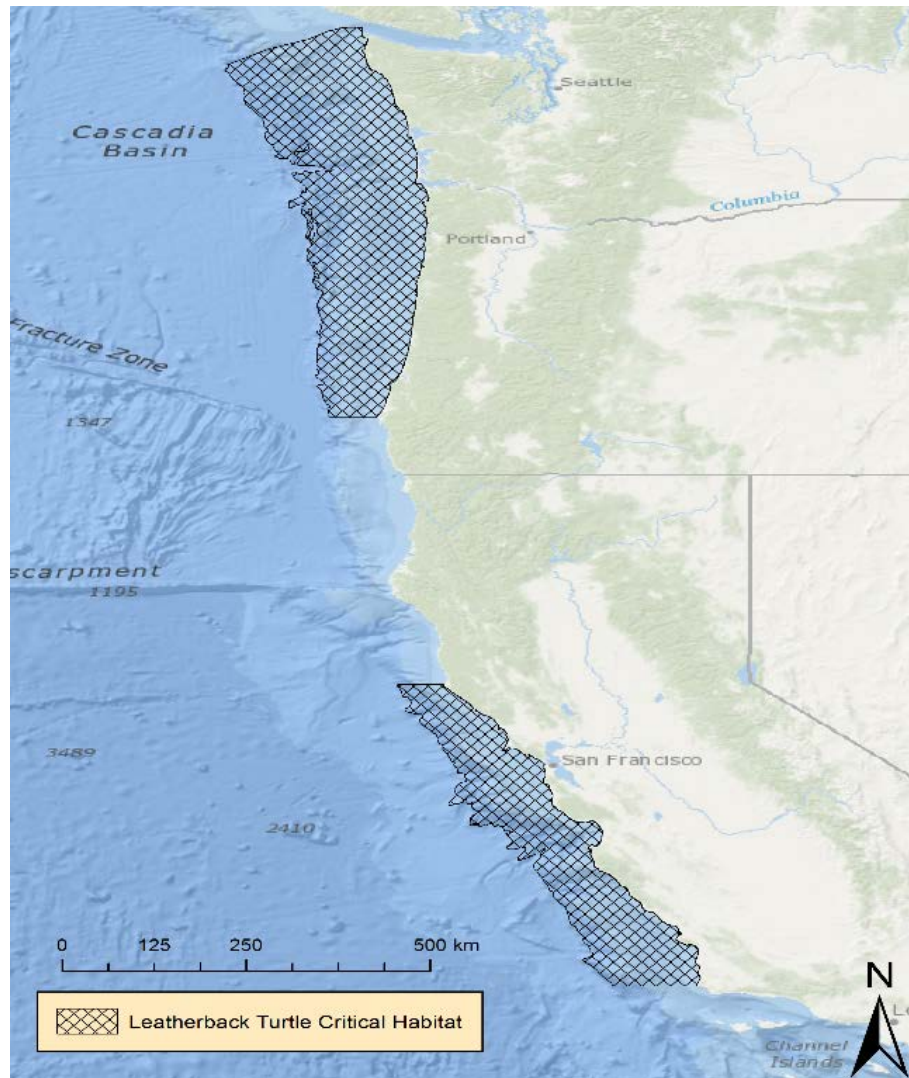 Seattle
Cascadia
Basin
Columbia
Portland
Fracture Zone
1347
scarpment
1195
3489
San Francisco
2410
0 125 250 500 km
N
Leatherback Turtle Critical Habitat
Lo
Channel
Islands